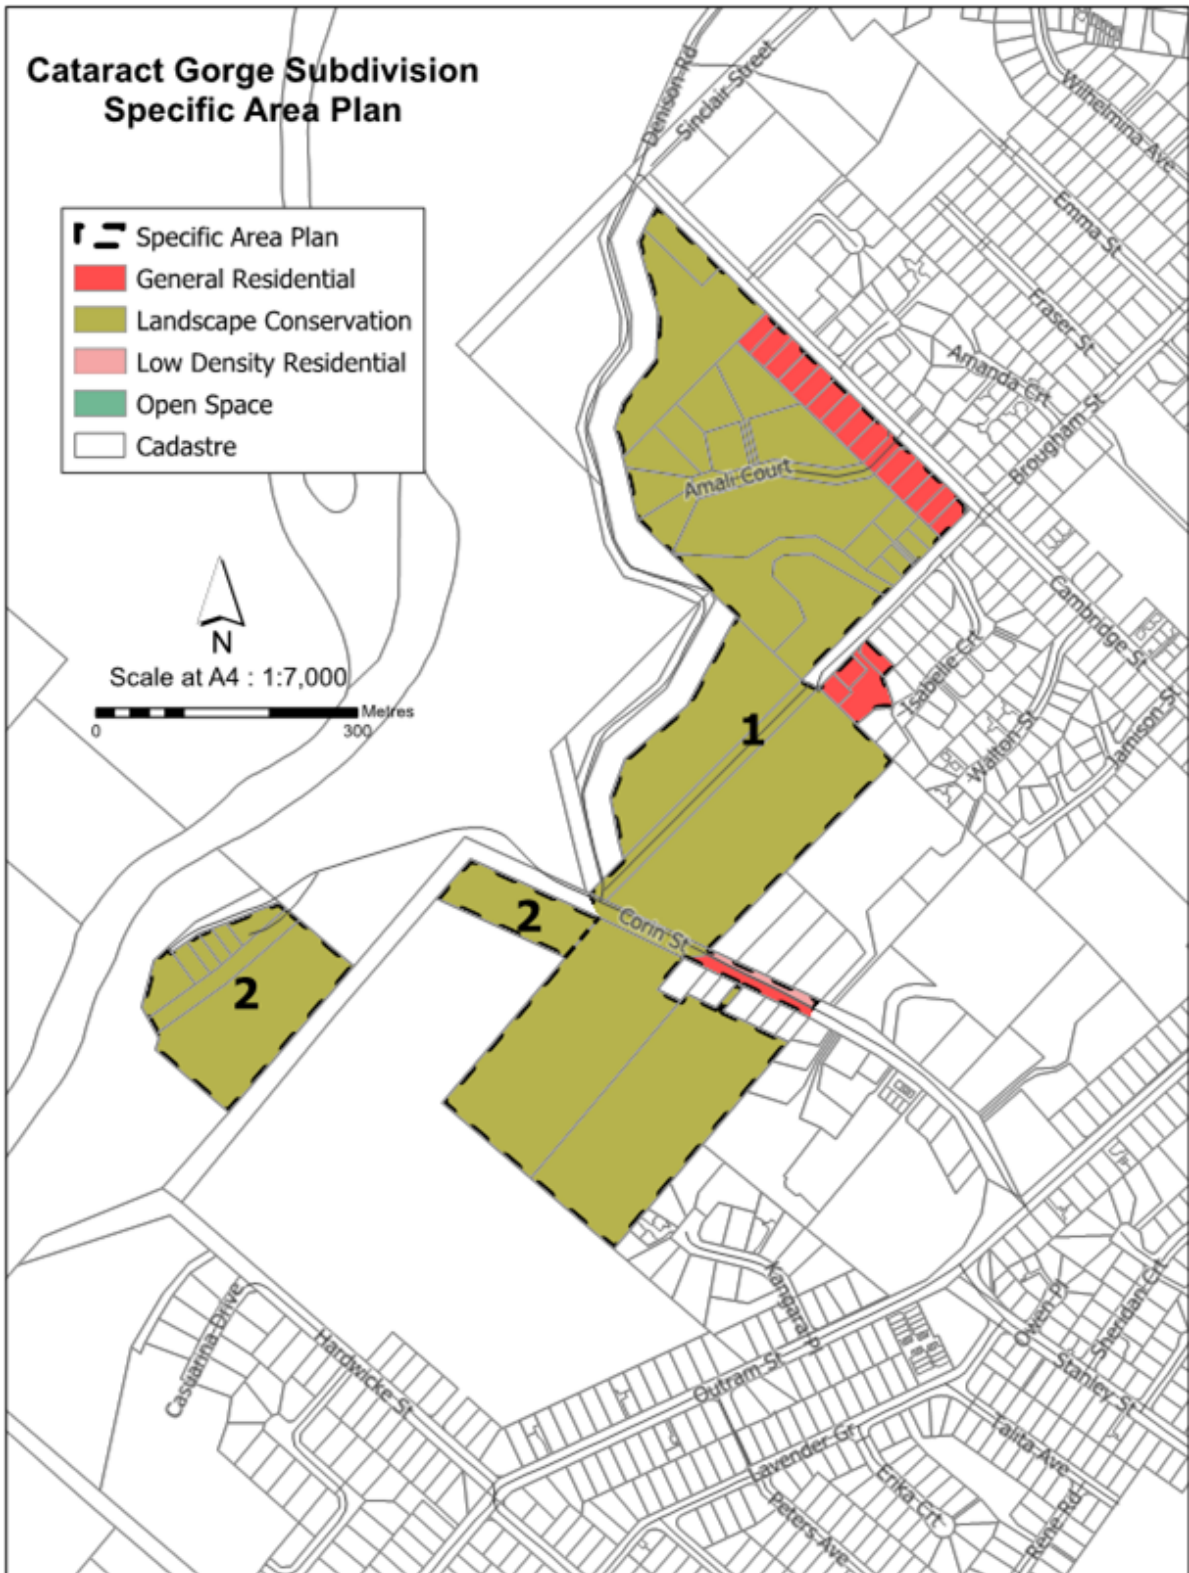 Cataract Gorge Subdivision
Specific Area Plan
Specific Area Plan
General Residential
Landscape Conservation
Low Density Residential
Open Space
Cadastre
N
Scale at A4 : 1:7,000
Metres
0
300
Denison Rd
Sinclair Street
Wilhelmina Ave
Emma St
Fraser St
Amanda Crt
Brougham St
Amali Court
Cambridge St
Isabelle Crt
Walton St
Jamison St
1
2
Corin St
2
Kangara Pl
Owen Pl
Sheridan Crt
Casuarina Drive
Hardwicke St
Outram St
Stanley St
Lavender Gr
Talita Ave
Erika Crt
Peters Ave
Rene Rd